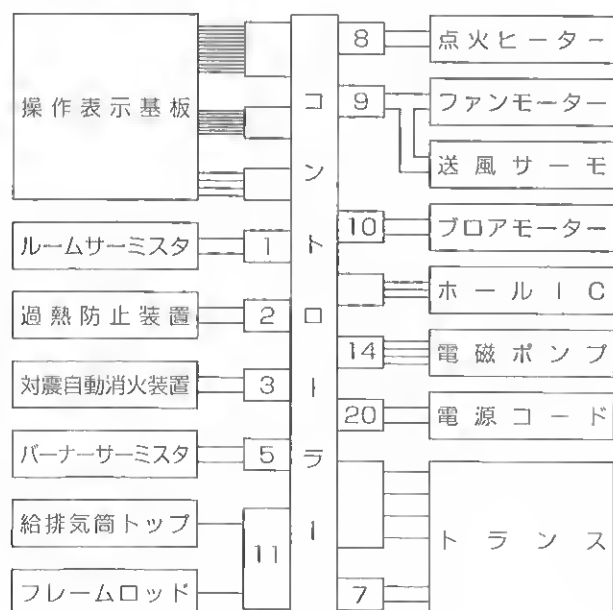 操作表示基板
ルームサーミスタ
1
過熱防止装置
2
対震自動消火装置
3
バーナーサーミスタ
5
給排気筒トップ
11
フレームロッド
コントローラー
8
点火ヒーター
9
ファンモーター
送風サーモ
10
ブロアモーター
ホールIC
14
電磁ポンプ
20
電源コード
トランス
7